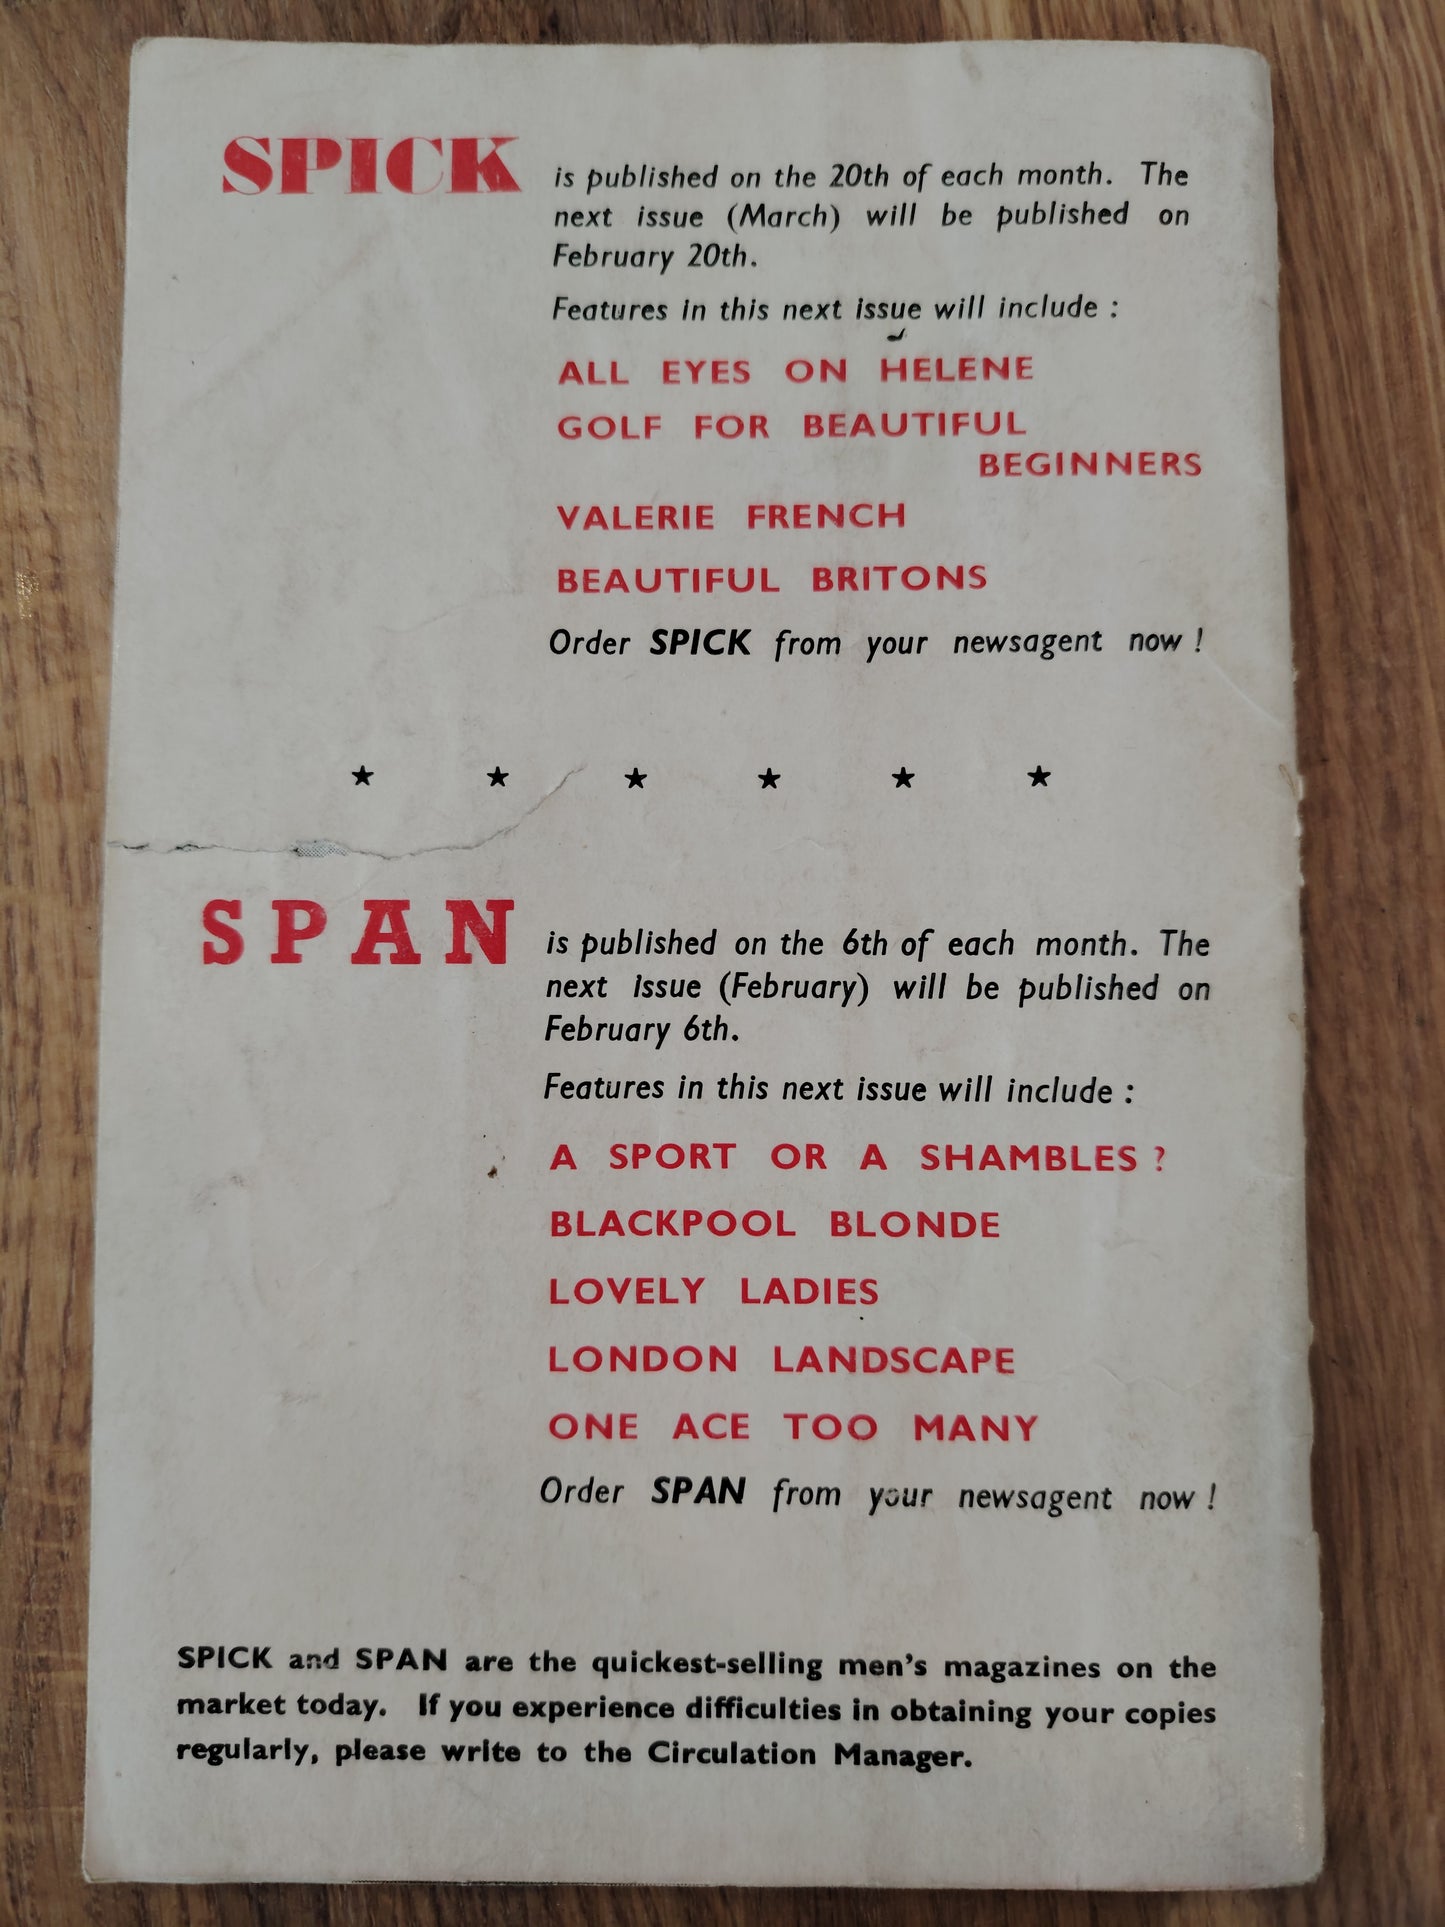 SPICK is published on the 20th of each month. The
next issue (March) will be published on
February 20th.
Features in this next issue will include :
ALL EYES ON HELENE
GOLF FOR BEAUTIFUL
BEGINNERS
VALERIE FRENCH
BEAUTIFUL BRITONS
Order SPICK from your newsagent now !
★ ★ ★ ★ ★ ★
SPAN is published on the 6th of each month. The
next issue (February) will be published on
February 6th.
Features in this next issue will include :
A SPORT OR A SHAMBLES ?
BLACKPOOL BLONDE
LOVELY LADIES
LONDON LANDSCAPE
ONE ACE TOO MANY
Order SPAN from your newsagent now !
SPICK and SPAN are the quickest-selling men's magazines on the
market today. If you experience difficulties in obtaining your copies
regularly, please write to the Circulation Manager.